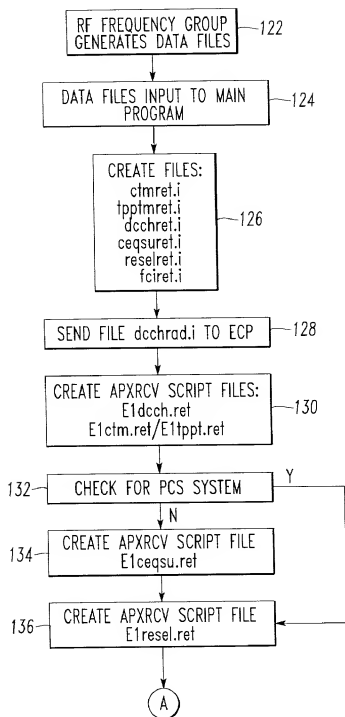 RF FREQUENCY GROUP
GENERATES DATA FILES
122
DATA FILES INPUT TO MAIN
PROGRAM
124
CREATE FILES:
ctmret.i
tpptmret.i
dcchret.i
ceqsuret.i
reselret.i
fciret.i
126
SEND FILE dcchrad.i TO ECP
128
CREATE APXRCV SCRIPT FILES:
E1dcch.ret
E1ctm.ret/E1tppt.ret
130
132
CHECK FOR PCS SYSTEM
Y
N
134
CREATE APXRCV SCRIPT FILE
E1ceqsu.ret
136
CREATE APXRCV SCRIPT FILE
E1resel.ret
A